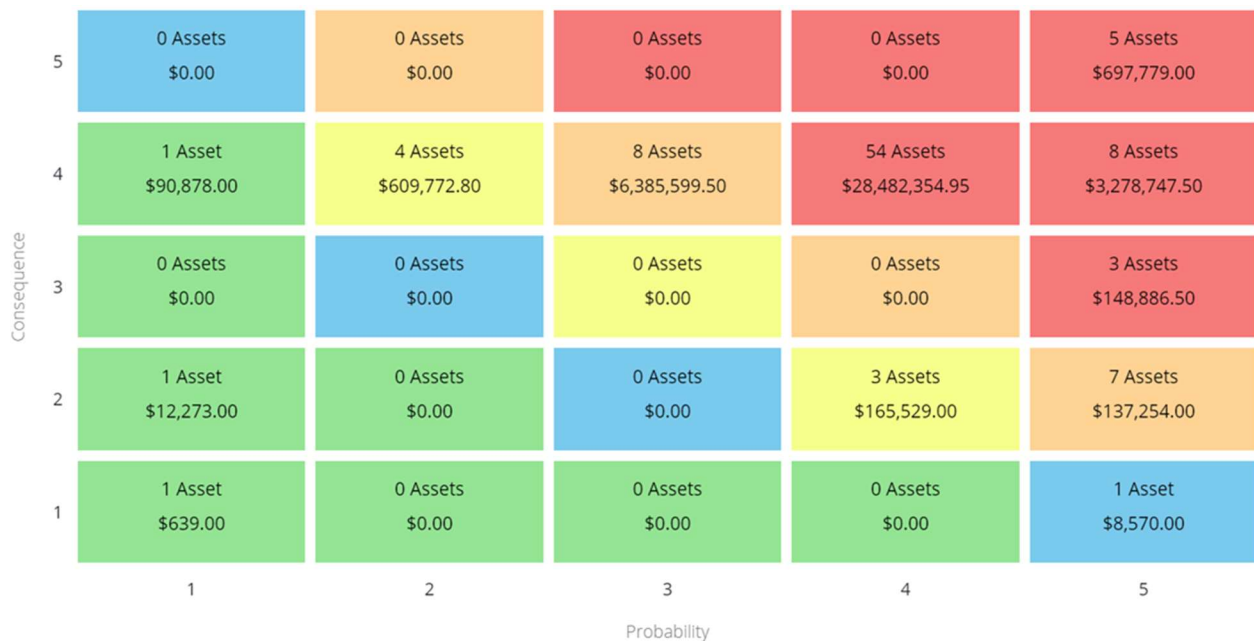 0 Assets 0 Assets 0 Assets 0 Assets 5 Assets
5
$0.00 $0.00 $0.00 $0.00 $697,779.00
1 Asset 4 Assets 8 Assets 54 Assets 8 Assets
4
$90,878.00 $609,772.80 $6,385,599.50 $28,482,354.95 $3,278,747.50
Consequence
0 Assets 0 Assets 0 Assets 0 Assets 3 Assets
3
$0.00 $0.00 $0.00 $0.00 $148,886.50
1 Asset 0 Assets 0 Assets 3 Assets 7 Assets
2
$12,273.00 $0.00 $0.00 $165,529.00 $137,254.00
1 Asset 0 Assets 0 Assets 0 Assets 1 Asset
1
$639.00 $0.00 $0.00 $0.00 $8,570.00
1 2 3 4 5
Probability